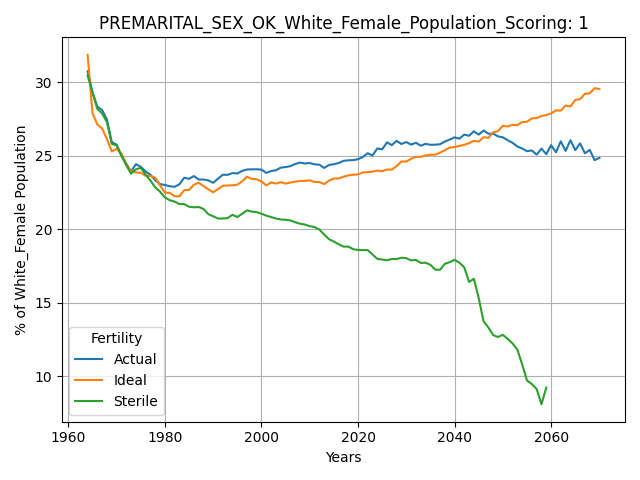 PREMARITAL_SEX_OK_White_Female_Population_Scoring: 1
% of White_Female Population
30
25
20
15
10
Fertility
Actual
Ideal
Sterile
1960 1980 2000 2020 2040 2060
Years